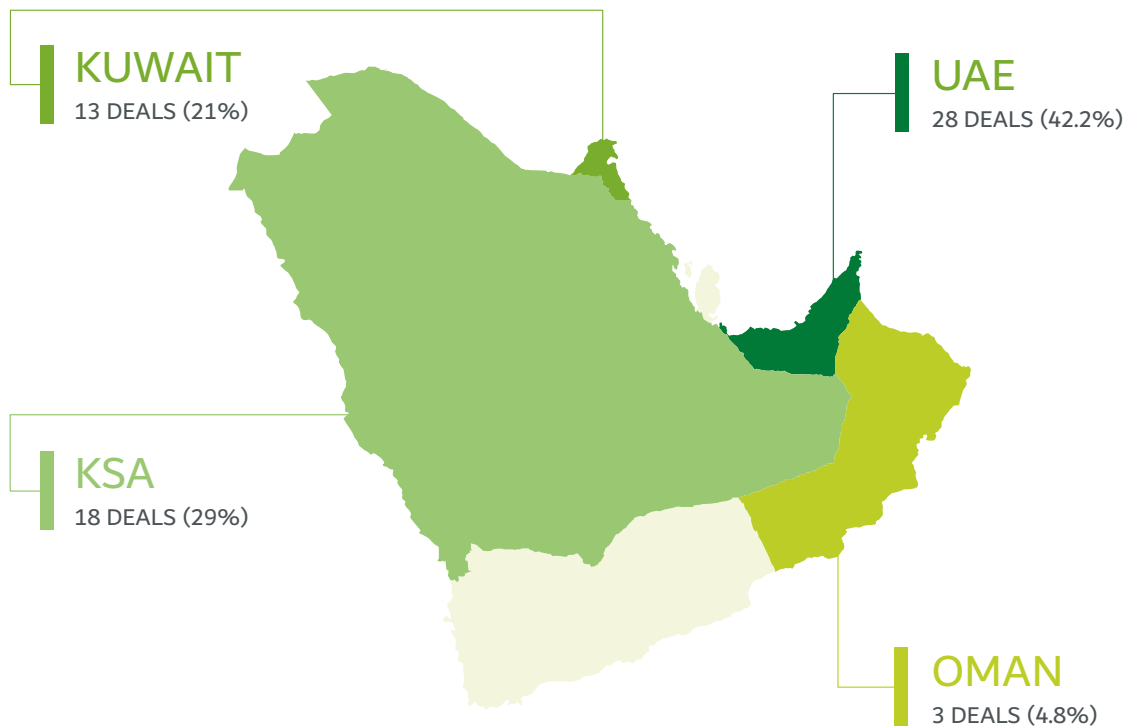 KUWAIT
13 DEALS (21%)
UAE
28 DEALS (42.2%)
KSA
18 DEALS (29%)
OMAN
3 DEALS (4.8%)